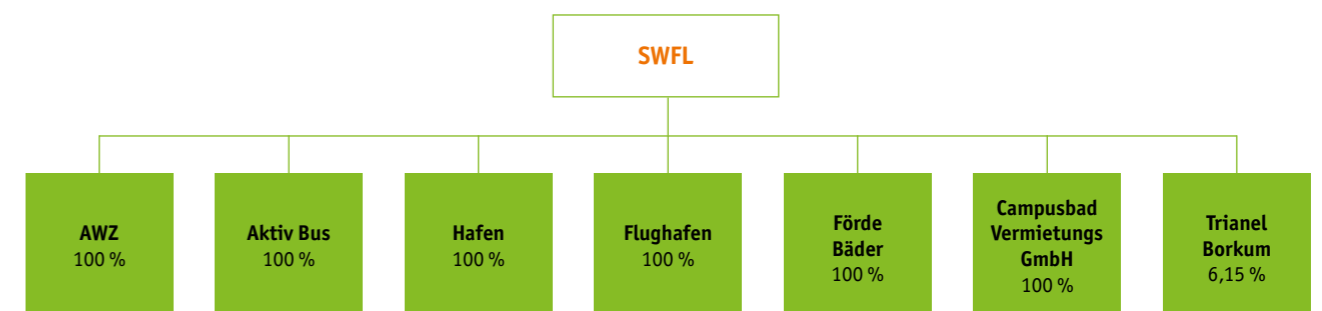 SWFL
AWZ
100 %
Aktiv Bus
100 %
Hafen
100 %
Flughafen
100 %
Förde
Bäder
100 %
Campusbad
Vermietungs
GmbH
100 %
Trianel
Borkum
6,15 %